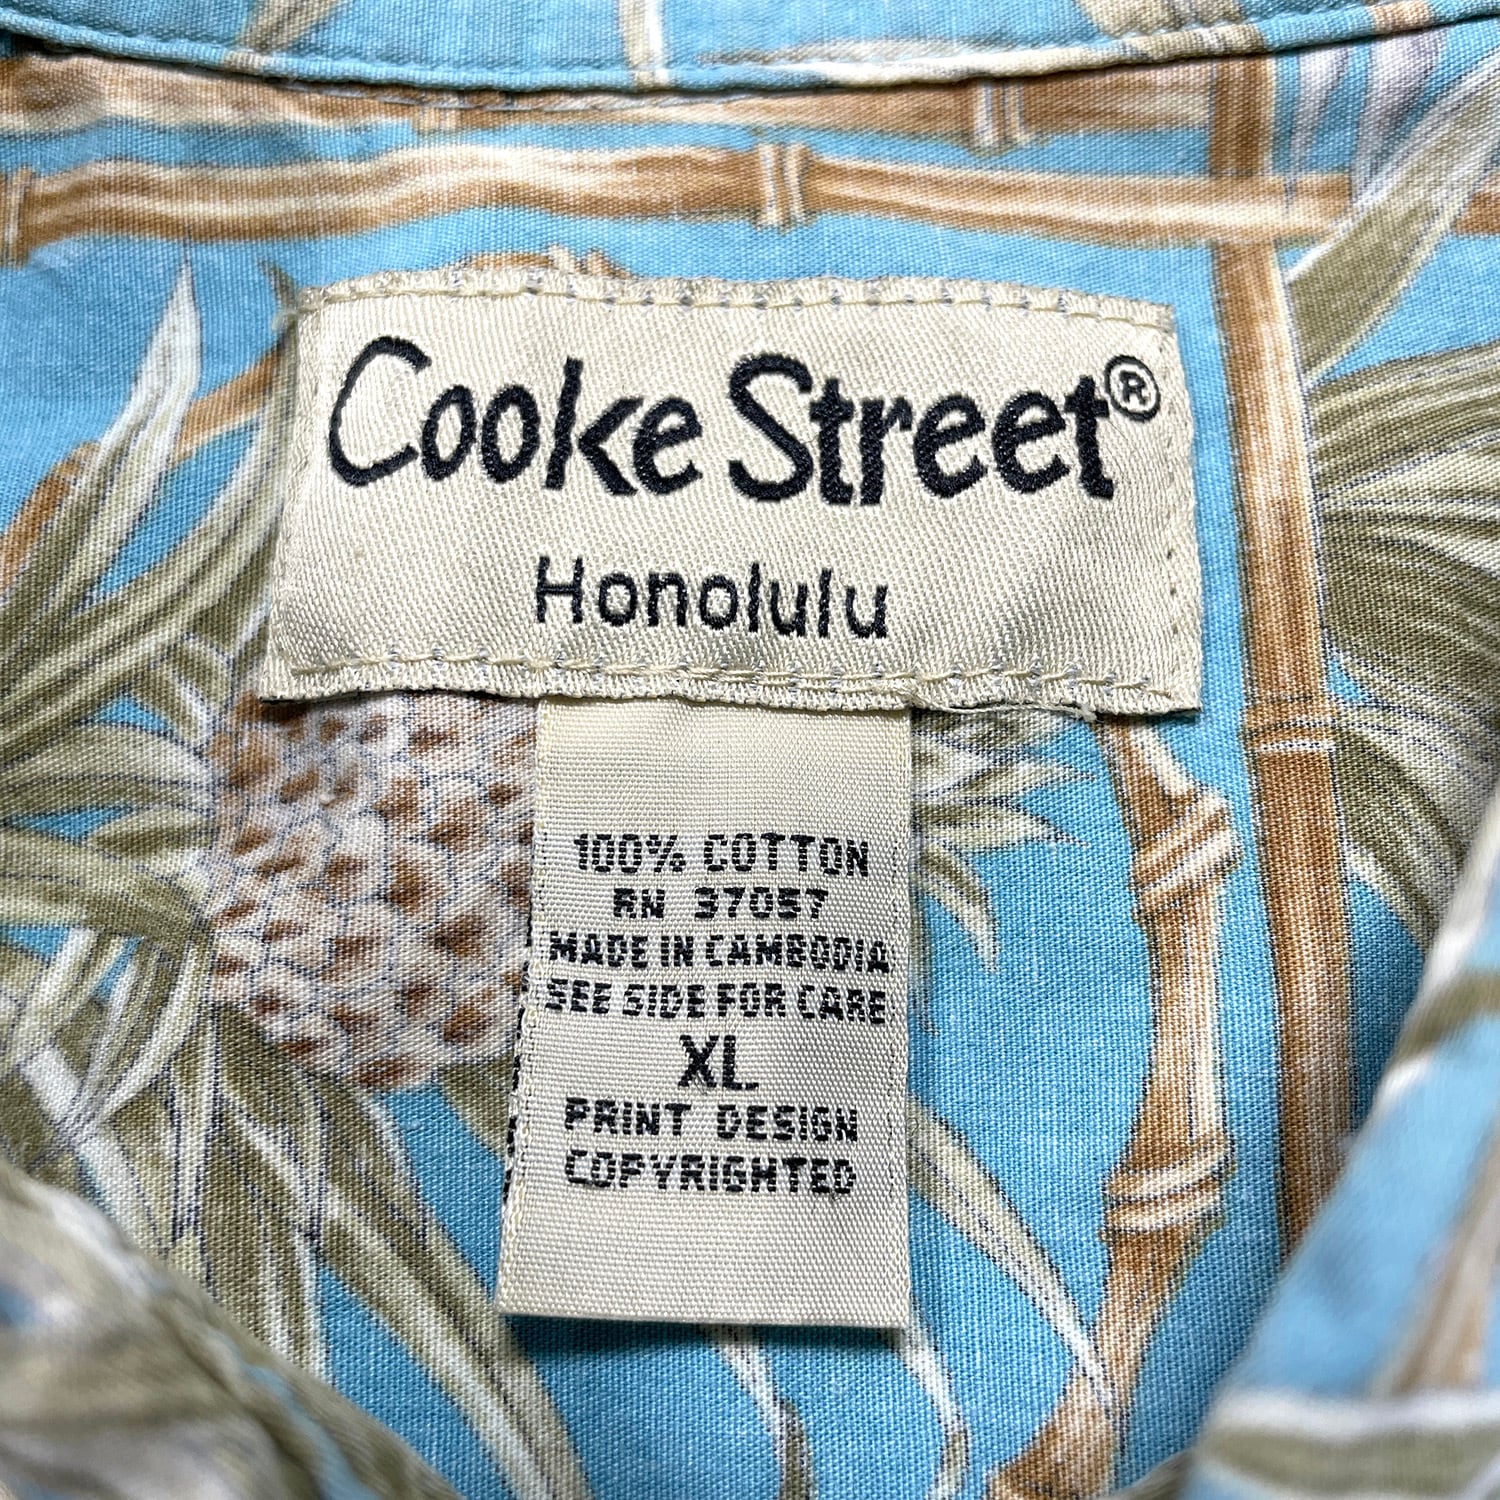 Cooke Street®
Honolulu
100% COTTON
RN 37057
MADE IN CAMBODIA
SEE SIDE FOR CARE
XL
PRINT DESIGN
COPYRIGHTED